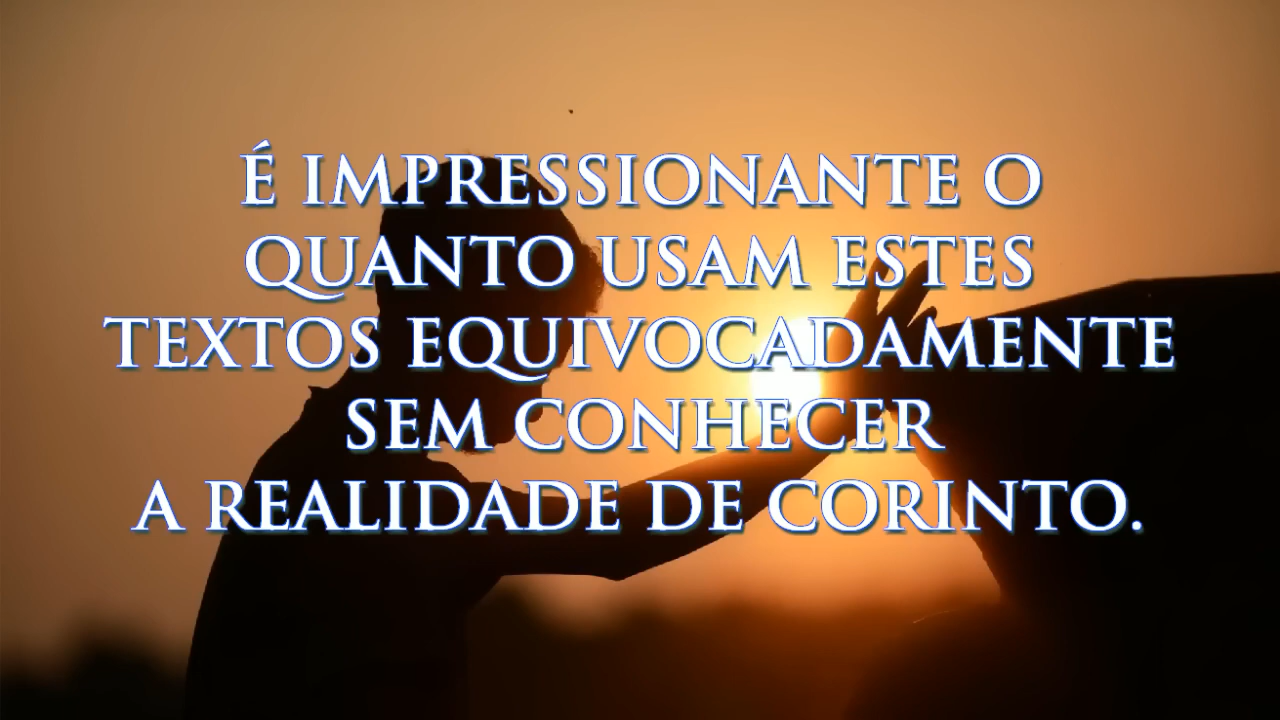 É IMPRESSIONANTE O
QUANTO USAM ESTES
TEXTOS EQUIVOCADAMENTE
SEM CONHECER
A REALIDADE DE CORINTO.